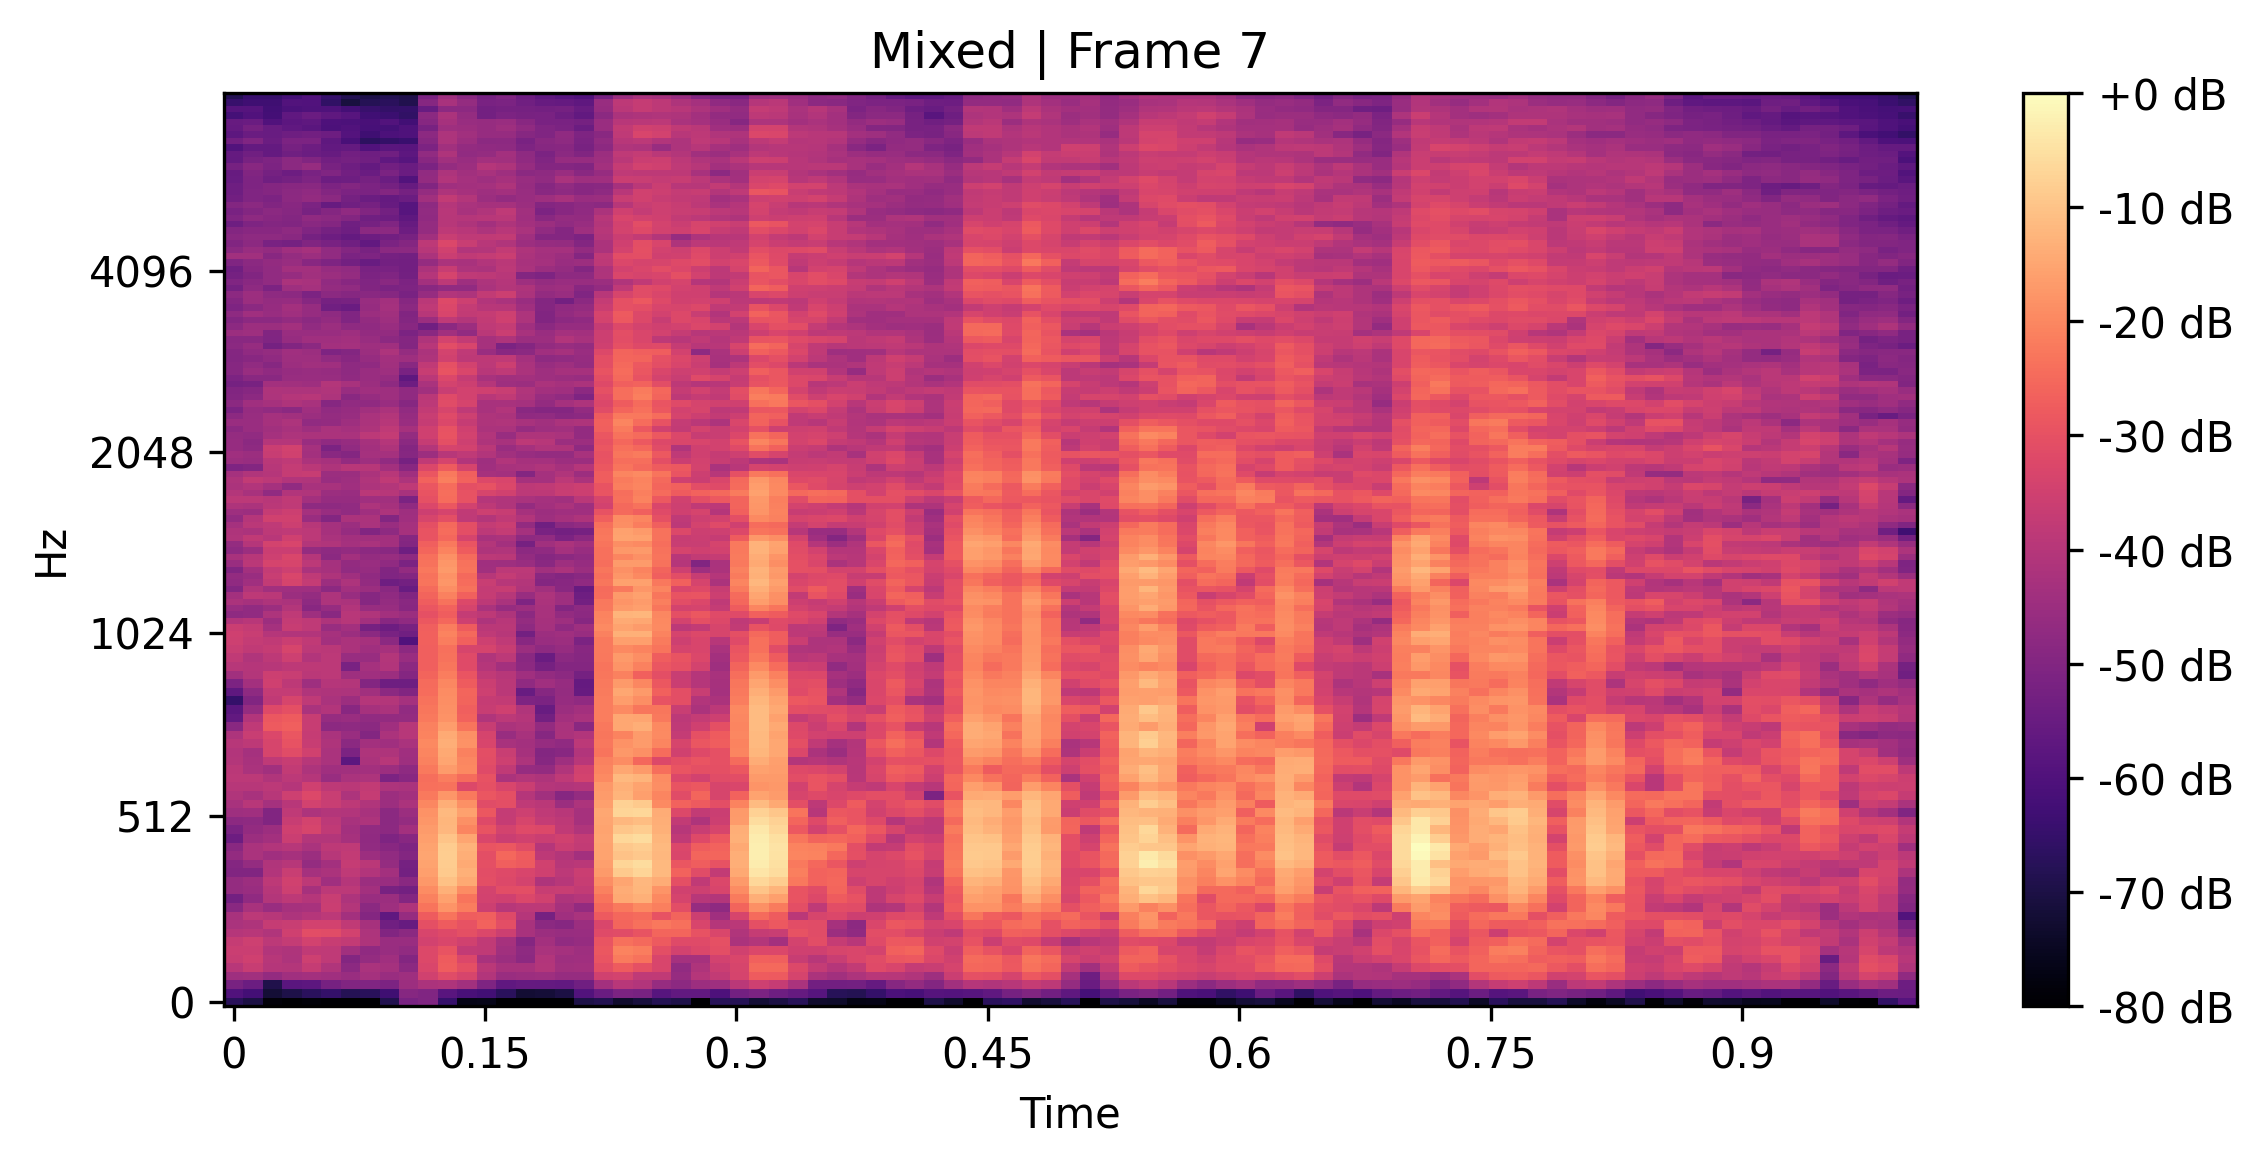 Mixed | Frame 7
+0 dB
-10 dB
-20 dB
-30 dB
-40 dB
-50 dB
-60 dB
-70 dB
-80 dB
4096
2048
1024
512
0
Hz
0 0.15 0.3 0.45 0.6 0.75 0.9
Time